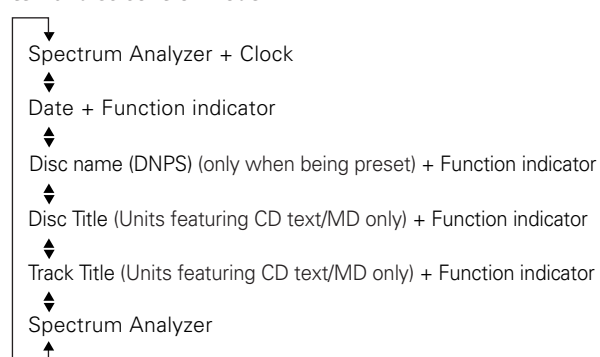 Spectrum Analyzer + Clock
Date + Function indicator
Disc name (DNPS) (only when being preset) + Function indicator
Disc Title (Units featuring CD text/MD only) + Function indicator
Track Title (Units featuring CD text/MD only) + Function indicator
Spectrum Analyzer